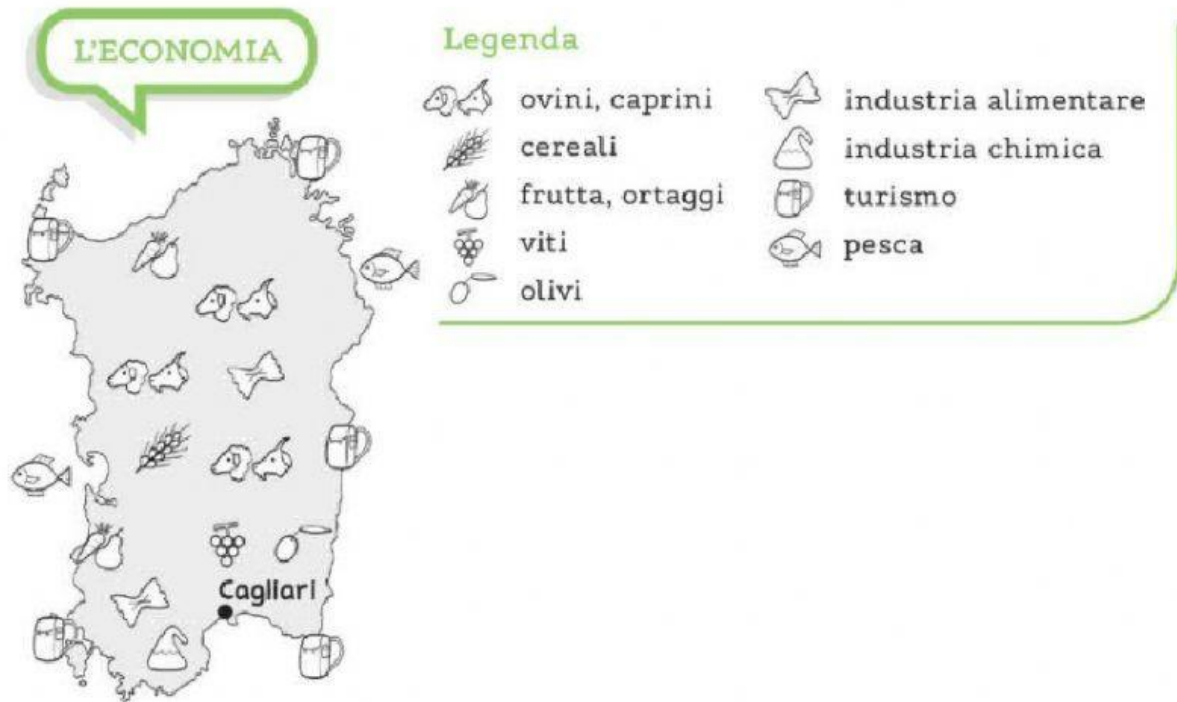 L'ECONOMIA
Legenda
ovini, caprini
cereali
frutta, ortaggi
viti
olivi
industria alimentare
industria chimica
turismo
pesca
Cagliari